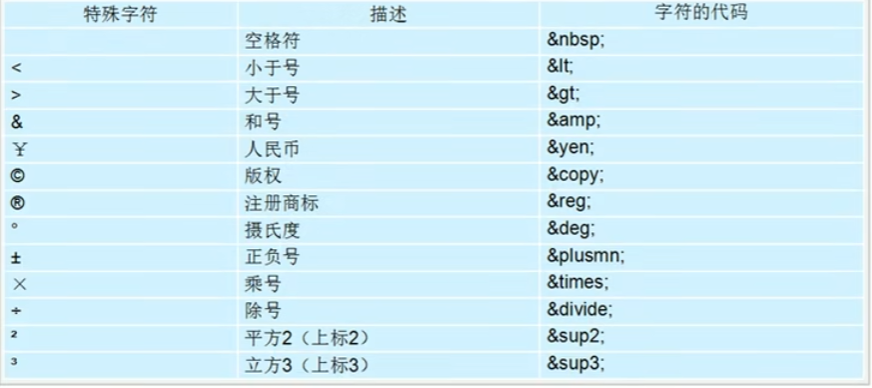 特殊字符 描述 字符的代码
空格符 &nbsp;
< 小于号 &lt;
> 大于号 &gt;
& 和号 &amp;
¥ 人民币 &yen;
© 版权 &copy;
® 注册商标 &reg;
° 摄氏度 &deg;
± 正负号 &plusmn;
× 乘号 &times;
÷ 除号 &divide;
² 平方2（上标2） &sup2;
³ 立方3（上标3） &sup3;